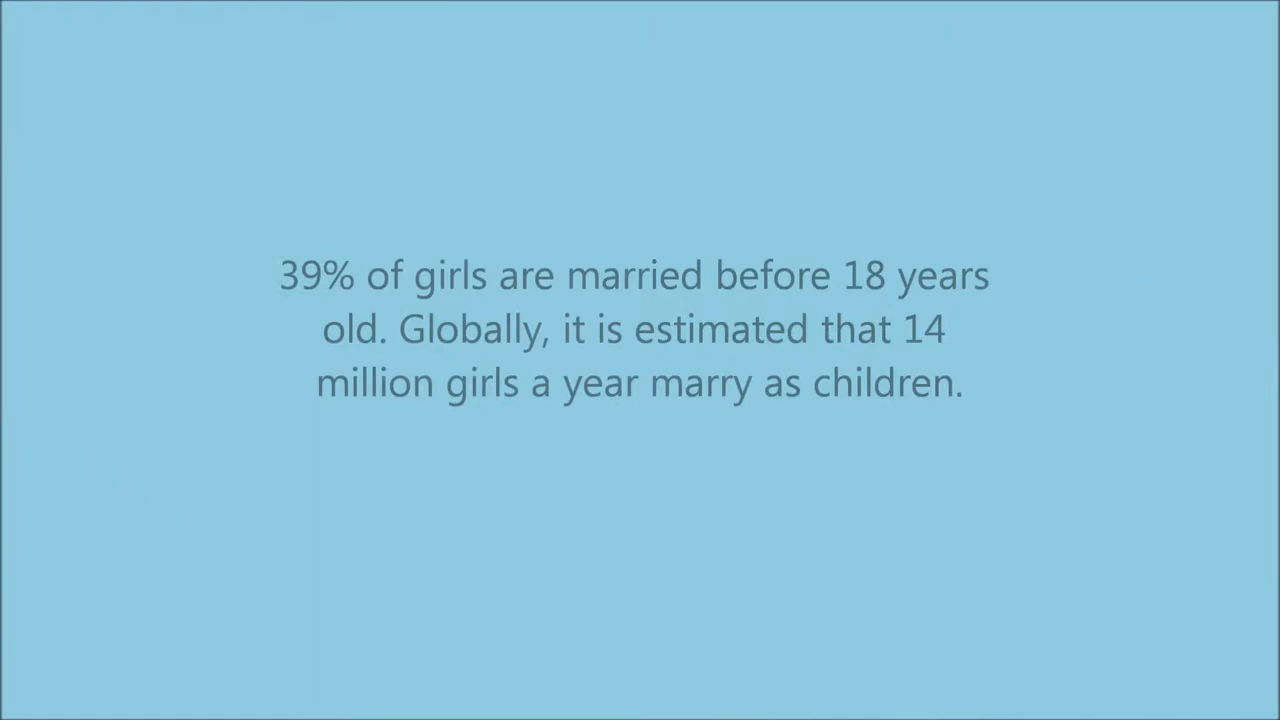 39% of girls are married before 18 years
old. Globally, it is estimated that 14
million girls a year marry as children.